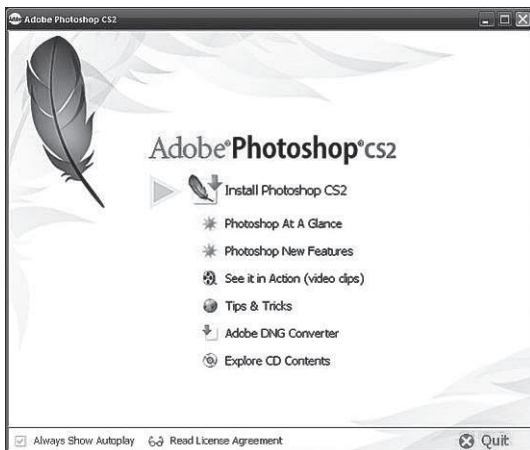 Adobe Photoshop CS2
Adobe® Photoshop® CS2
Install Photoshop CS2
Photoshop At A Glance
Photoshop New Features
See it in Action (video clips)
Tips & Tricks
Adobe DNG Converter
Explore CD Contents
Always Show Autoplay Read License Agreement Quit